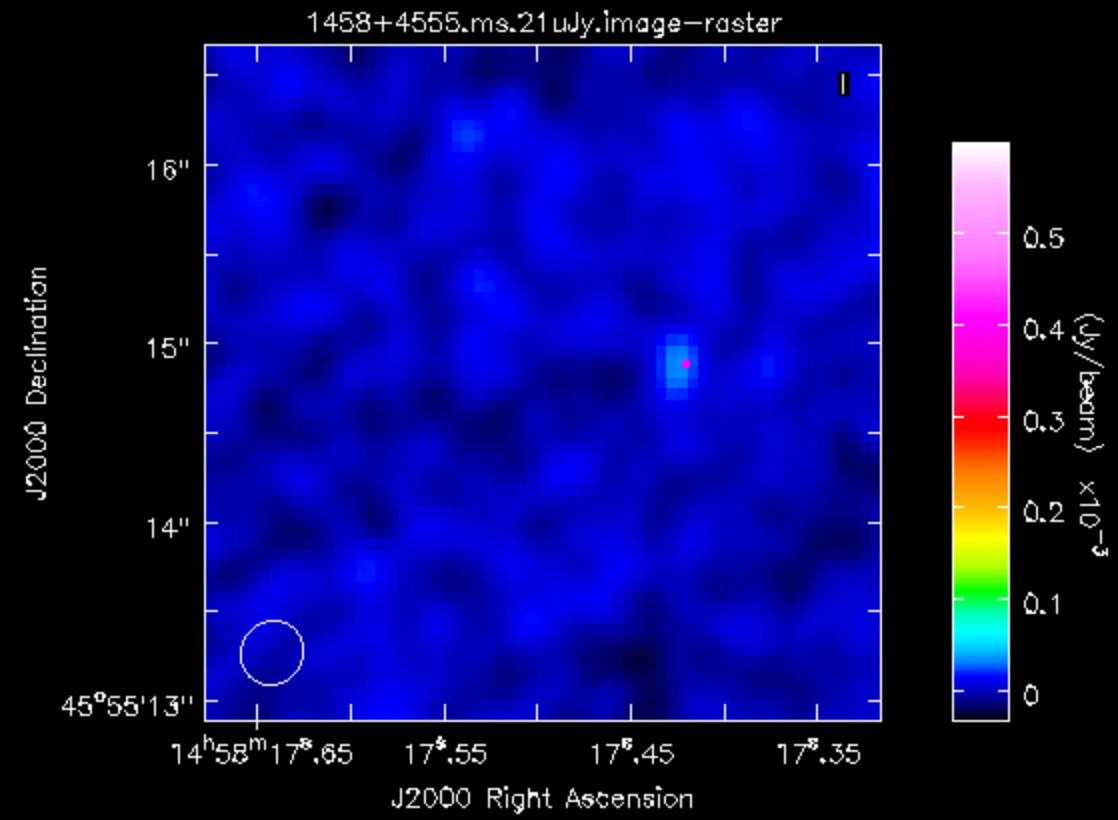 1458+4555.ms.21uJy.image-raster
I
16"
15"
14"
45°55'13"
14ʰ58ᵐ17ˢ.65 17ˢ.55 17ˢ.45 17ˢ.35
J2000 Right Ascension
J2000 Declination
0.5
0.4
0.3
0.2
0.1
0
(Jy/beam) x10⁻³